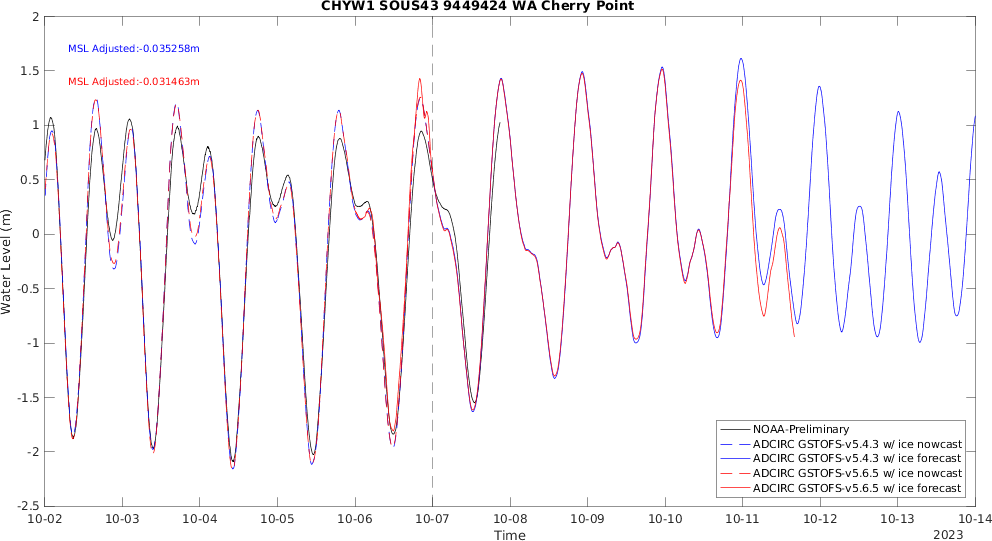 CHYW1 SOUS43 9449424 WA Cherry Point
MSL Adjusted:-0.035258m
MSL Adjusted:-0.031463m
Water Level (m)
2
1.5
1
0.5
0
-0.5
-1
-1.5
-2
-2.5
NOAA-Preliminary
ADCIRC GSTOFS-v5.4.3 w/ ice nowcast
ADCIRC GSTOFS-v5.4.3 w/ ice forecast
ADCIRC GSTOFS-v5.6.5 w/ ice nowcast
ADCIRC GSTOFS-v5.6.5 w/ ice forecast
10-02 10-03 10-04 10-05 10-06 10-07 10-08 10-09 10-10 10-11 10-12 10-13 10-14
Time
2023